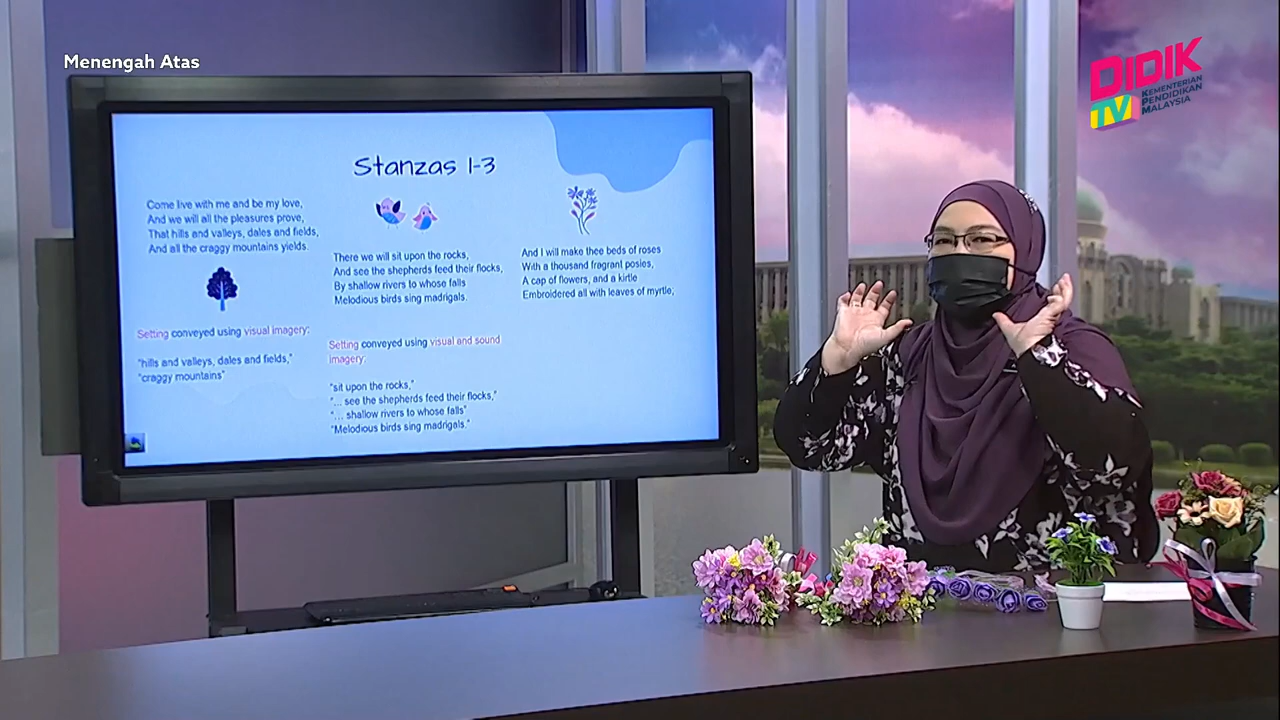 Menengah Atas
DIDIK
TV
KEMENTERIAN
PENDIDIKAN
MALAYSIA
Stanzas 1-3
Come live with me and be my love,
And we will all the pleasures prove,
That hills and valleys, dales and fields,
And all the craggy mountains yields.
Setting conveyed using visual imagery:
"hills and valleys, dales and fields,"
"craggy mountains"
There we will sit upon the rocks,
And see the shepherds feed their flocks,
By shallow rivers to whose falls
Melodious birds sing madrigals.
Setting conveyed using visual and sound
imagery:
"sit upon the rocks,"
"... see the shepherds feed their flocks,"
"... shallow rivers to whose falls"
"Melodious birds sing madrigals."
And I will make thee beds of roses
With a thousand fragrant posies,
A cap of flowers, and a kirtle
Embroidered all with leaves of myrtle;